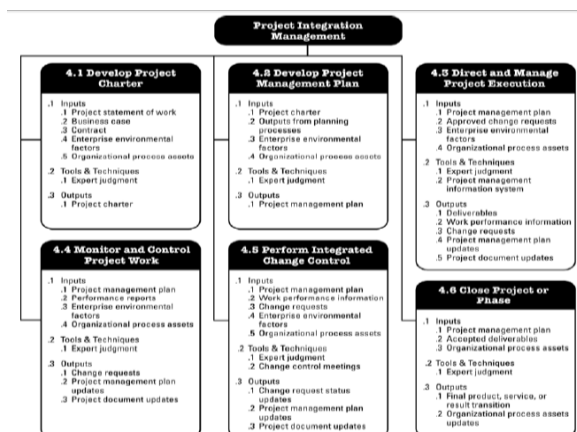 Project Integration
Management
4.1 Develop Project
Charter
.1 Inputs
.1 Project statement of work
.2 Business case
.3 Contract
.4 Enterprise environmental
factors
.5 Organizational process assets
.2 Tools & Techniques
.1 Expert judgment
.3 Outputs
.1 Project charter
4.2 Develop Project
Management Plan
.1 Inputs
.1 Project charter
.2 Outputs from planning
processes
.3 Enterprise environmental
factors
.4 Organizational process assets
.2 Tools & Techniques
.1 Expert judgment
.3 Outputs
.1 Project management plan
4.3 Direct and Manage
Project Execution
.1 Inputs
.1 Project management plan
.2 Approved change requests
.3 Enterprise environmental
factors
.4 Organizational process assets
.2 Tools & Techniques
.1 Expert judgment
.2 Project management
information system
.3 Outputs
.1 Deliverables
.2 Work performance information
.3 Change requests
.4 Project management plan
updates
.5 Project document updates
4.4 Monitor and Control
Project Work
.1 Inputs
.1 Project management plan
.2 Performance reports
.3 Enterprise environmental
factors
.4 Organizational process assets
.2 Tools & Techniques
.1 Expert judgment
.3 Outputs
.1 Change requests
.2 Project management plan
updates
.3 Project document updates
4.5 Perform Integrated
Change Control
.1 Inputs
.1 Project management plan
.2 Work performance information
.3 Change requests
.4 Enterprise environmental
factors
.5 Organizational process assets
.2 Tools & Techniques
.1 Expert judgment
.2 Change control meetings
.3 Outputs
.1 Change request status
updates
.2 Project management plan
updates
.3 Project document updates
4.6 Close Project or
Phase
.1 Inputs
.1 Project management plan
.2 Accepted deliverables
.3 Organizational process assets
.2 Tools & Techniques
.1 Expert judgment
.3 Outputs
.1 Final product, service, or
result transition
.2 Organizational process assets
updates